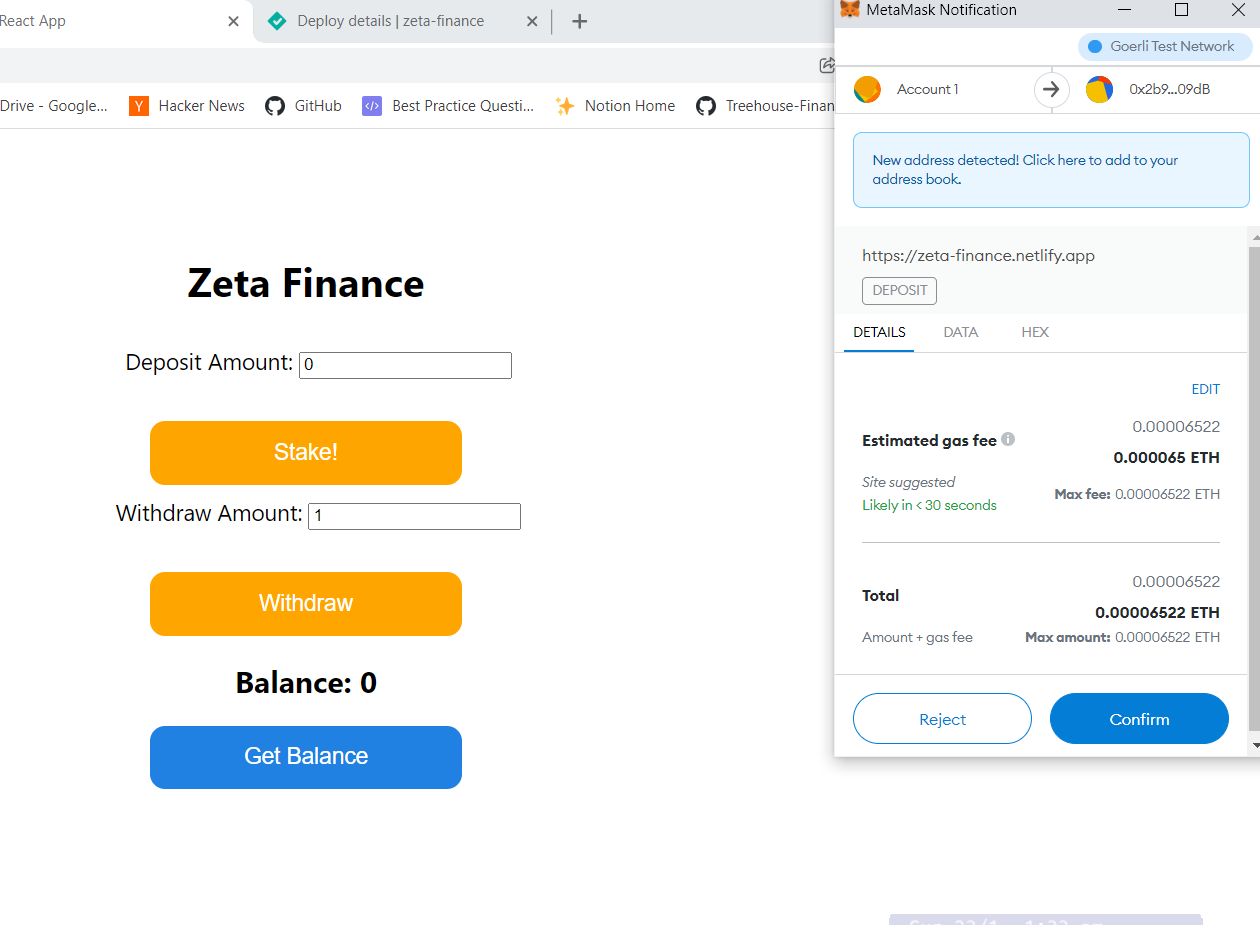 React App
Deploy details | zeta-finance
Drive - Google...
Y
Hacker News
GitHub
</>
Best Practice Questi...
Notion Home
Treehouse-Finan
Zeta Finance
Deposit Amount: 0
Stake!
Withdraw Amount: 1
Withdraw
Balance: 0
Get Balance
MetaMask Notification
Goerli Test Network
Account 1
0x2b9...09dB
New address detected! Click here to add to your
address book.
https://zeta-finance.netlify.app
DEPOSIT
DETAILS DATA HEX
EDIT
0.00006522
Estimated gas fee
0.000065 ETH
Site suggested
Max fee: 0.00006522 ETH
Likely in < 30 seconds
0.00006522
Total
0.00006522 ETH
Amount + gas fee
Max amount: 0.00006522 ETH
Reject Confirm